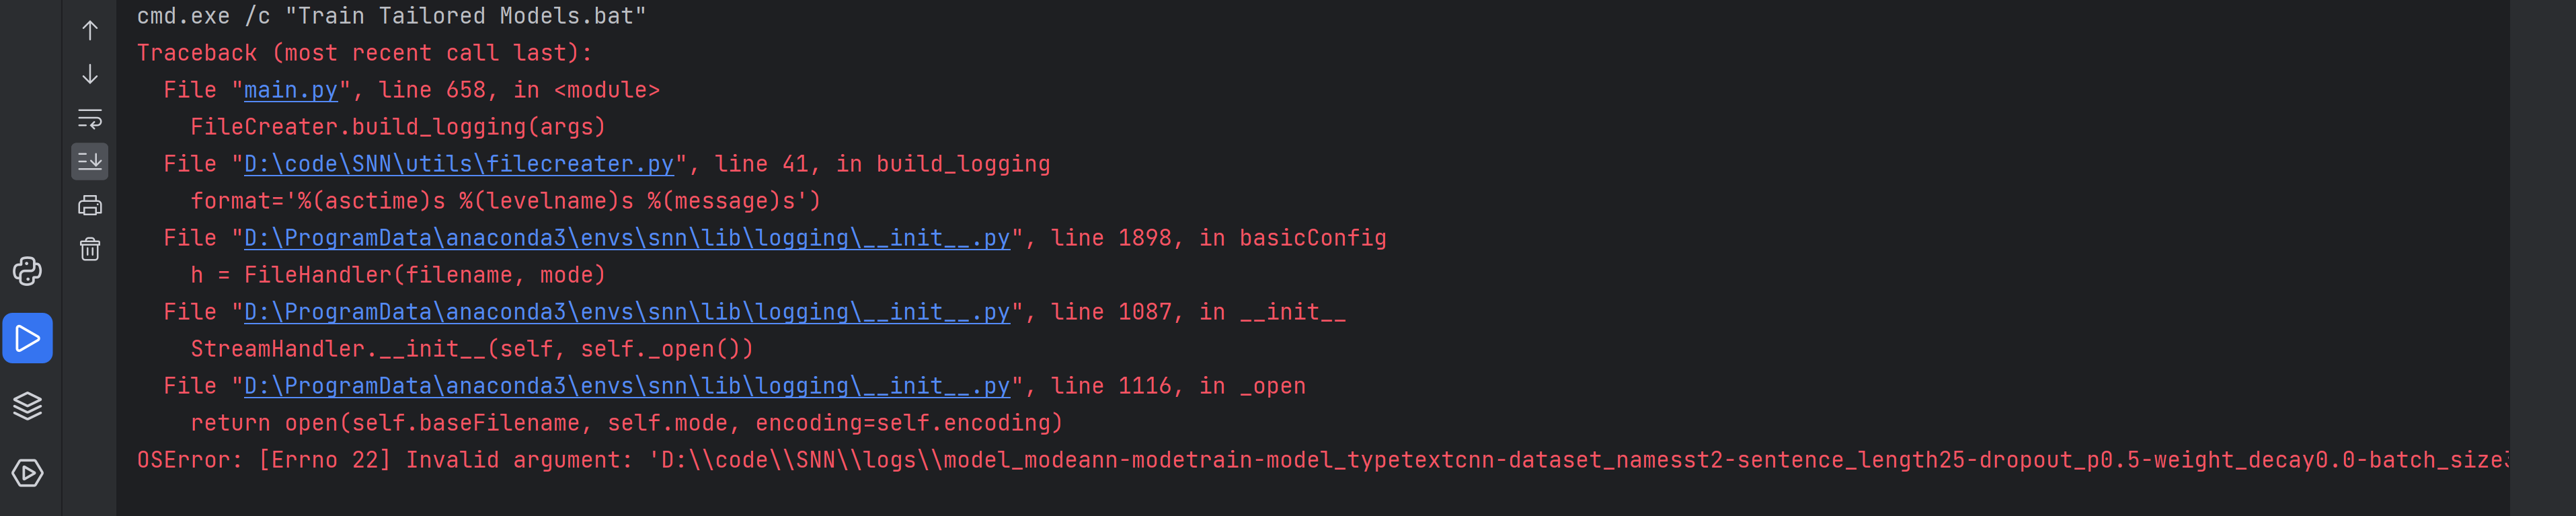 cmd.exe /c "Train Tailored Models.bat"
Traceback (most recent call last):
  File "main.py", line 658, in <module>
    FileCreater.build_logging(args)
  File "D:\code\SNN\utils\filecreater.py", line 41, in build_logging
    format='%(asctime)s %(levelname)s %(message)s')
  File "D:\ProgramData\anaconda3\envs\snn\lib\logging\__init__.py", line 1898, in basicConfig
    h = FileHandler(filename, mode)
  File "D:\ProgramData\anaconda3\envs\snn\lib\logging\__init__.py", line 1087, in __init__
    StreamHandler.__init__(self, self._open())
  File "D:\ProgramData\anaconda3\envs\snn\lib\logging\__init__.py", line 1116, in _open
    return open(self.baseFilename, self.mode, encoding=self.encoding)
OSError: [Errno 22] Invalid argument: 'D:\\code\\SNN\\logs\\model_modeann-modetrain-model_typetextcnn-dataset_namesst2-sentence_length25-dropout_p0.5-weight_decay0.0-batch_size